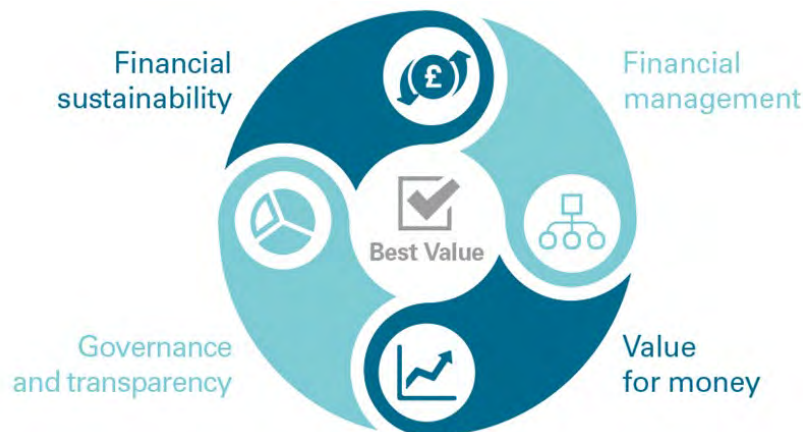 Financial
sustainability
Financial
management
£
Best Value
Governance
and transparency
Value
for money